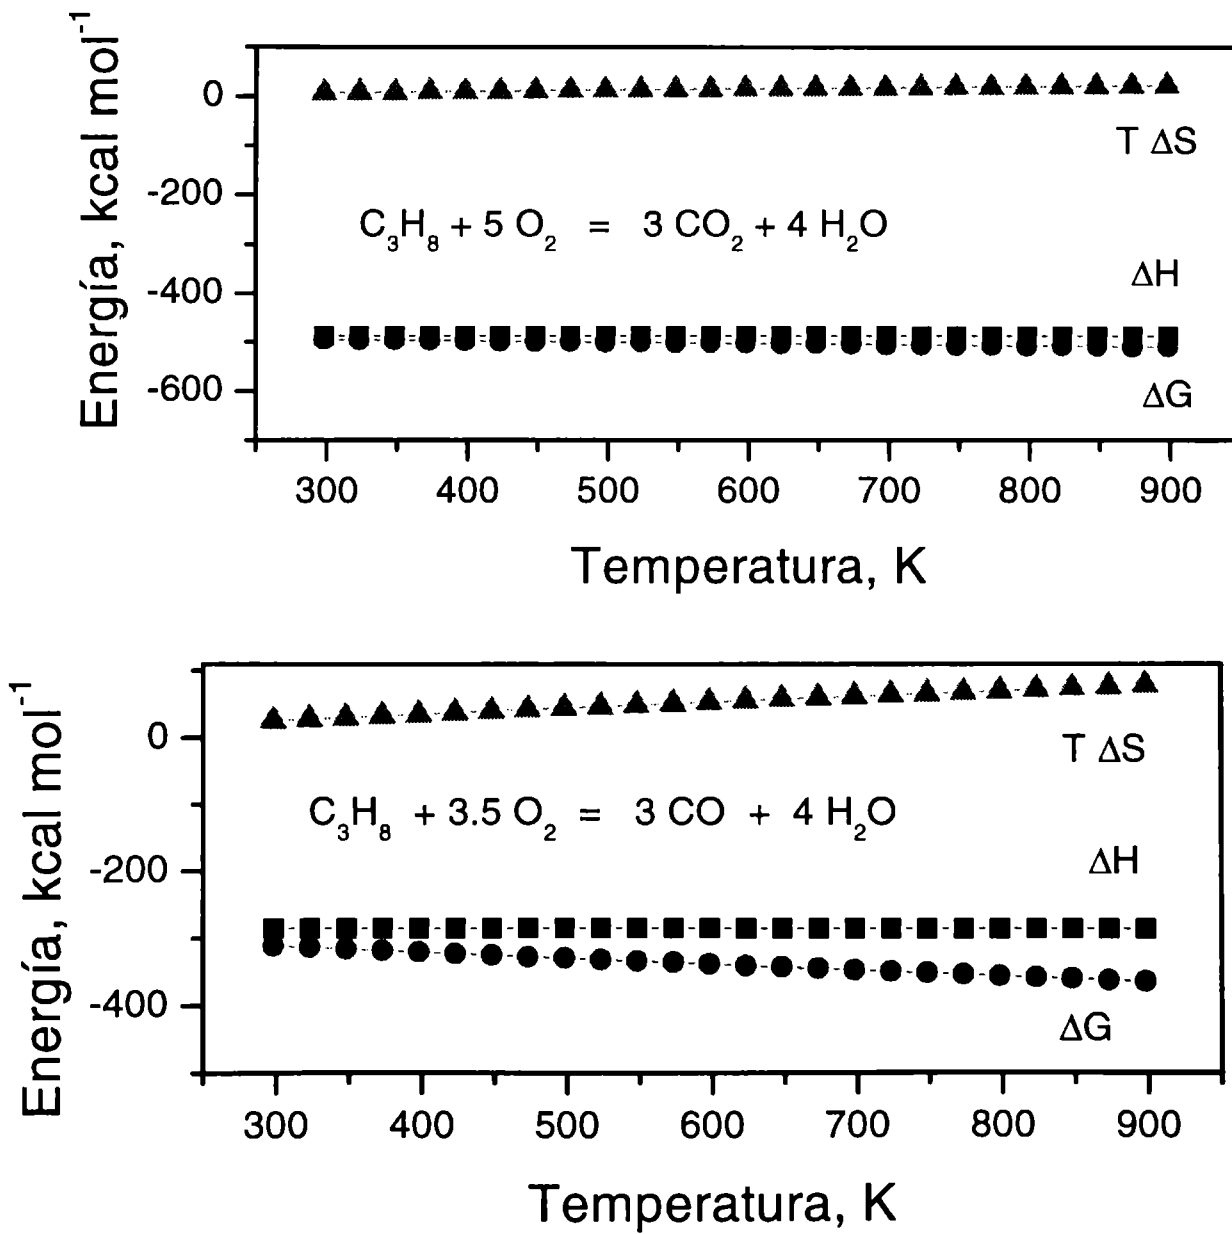 Energía, kcal mol⁻¹
0
-200
-400
-600
T ΔS
C₃H₈ + 5 O₂ = 3 CO₂ + 4 H₂O
ΔH
ΔG
300 400 500 600 700 800 900
Temperatura, K
Energía, kcal mol⁻¹
0
-200
-400
T ΔS
C₃H₈ + 3.5 O₂ = 3 CO + 4 H₂O
ΔH
ΔG
300 400 500 600 700 800 900
Temperatura, K